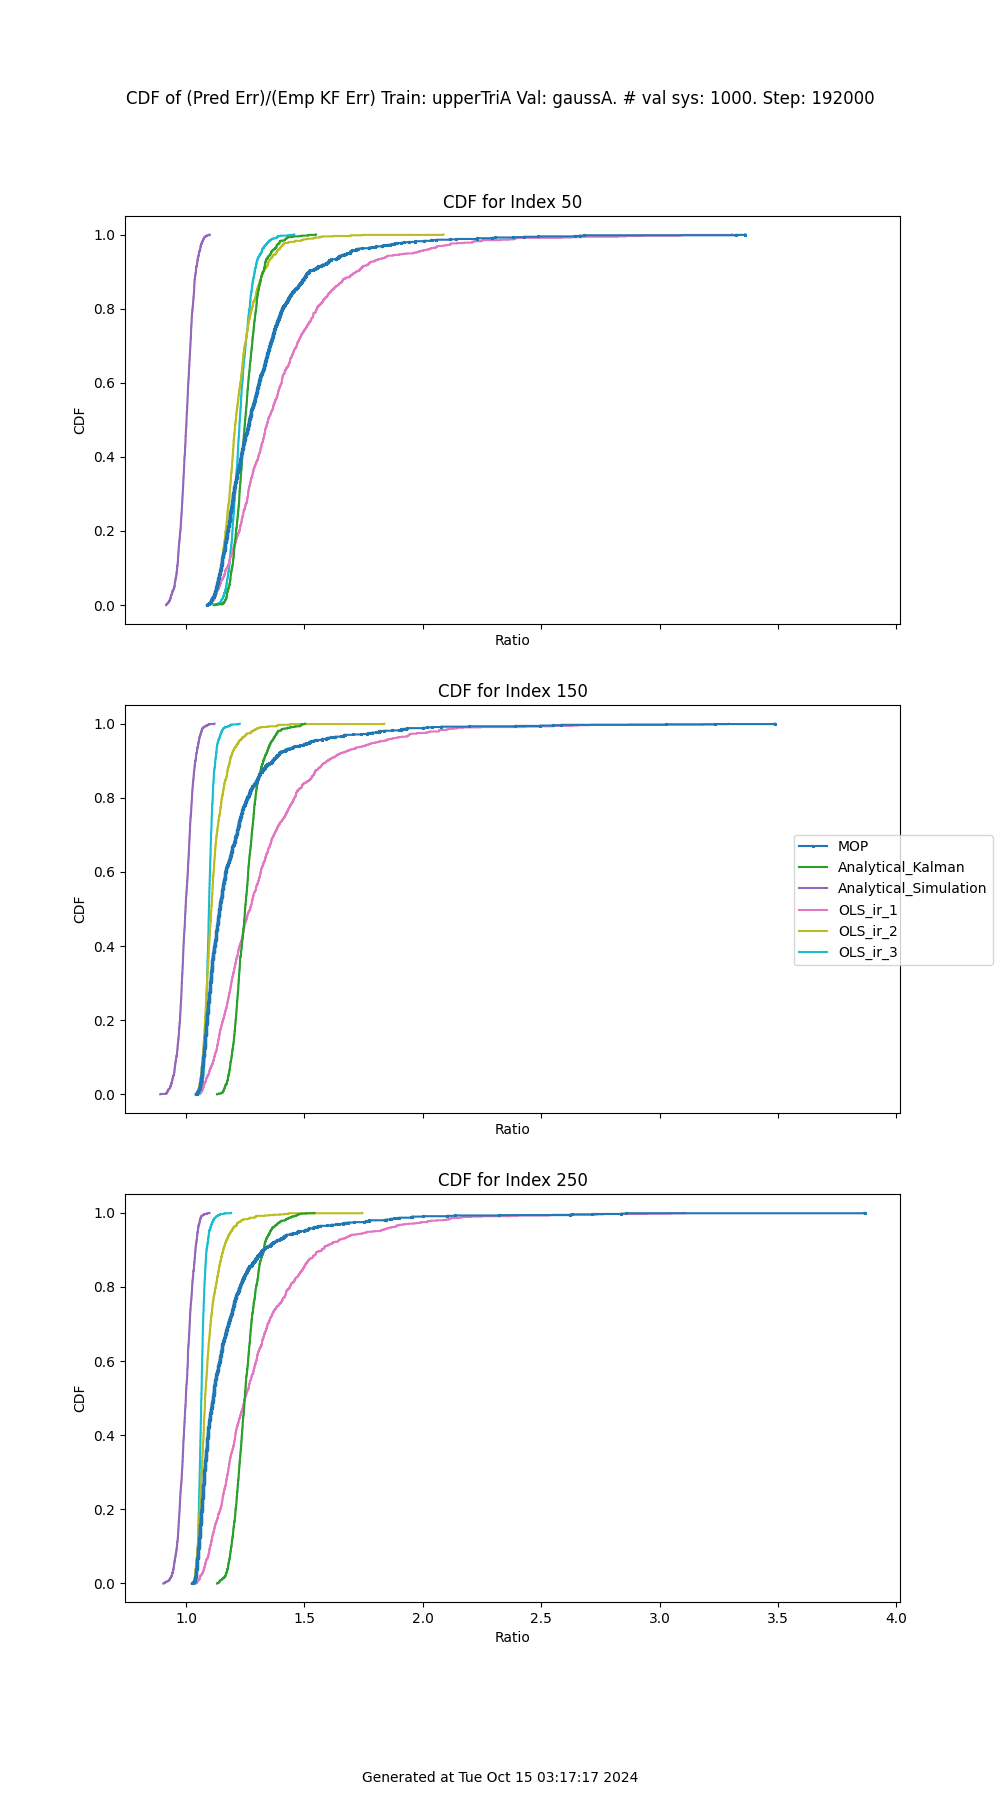 CDF of (Pred Err)/(Emp KF Err) Train: upperTriA Val: gaussA. # val sys: 1000. Step: 192000
CDF for Index 50
1.0
0.8
0.6
0.4
0.2
0.0
CDF
Ratio
CDF for Index 150
1.0
0.8
0.6
0.4
0.2
0.0
CDF
Ratio
MOP
Analytical_Kalman
Analytical_Simulation
OLS_ir_1
OLS_ir_2
OLS_ir_3
CDF for Index 250
1.0
0.8
0.6
0.4
0.2
0.0
CDF
1.0 1.5 2.0 2.5 3.0 3.5 4.0
Ratio
Generated at Tue Oct 15 03:17:17 2024